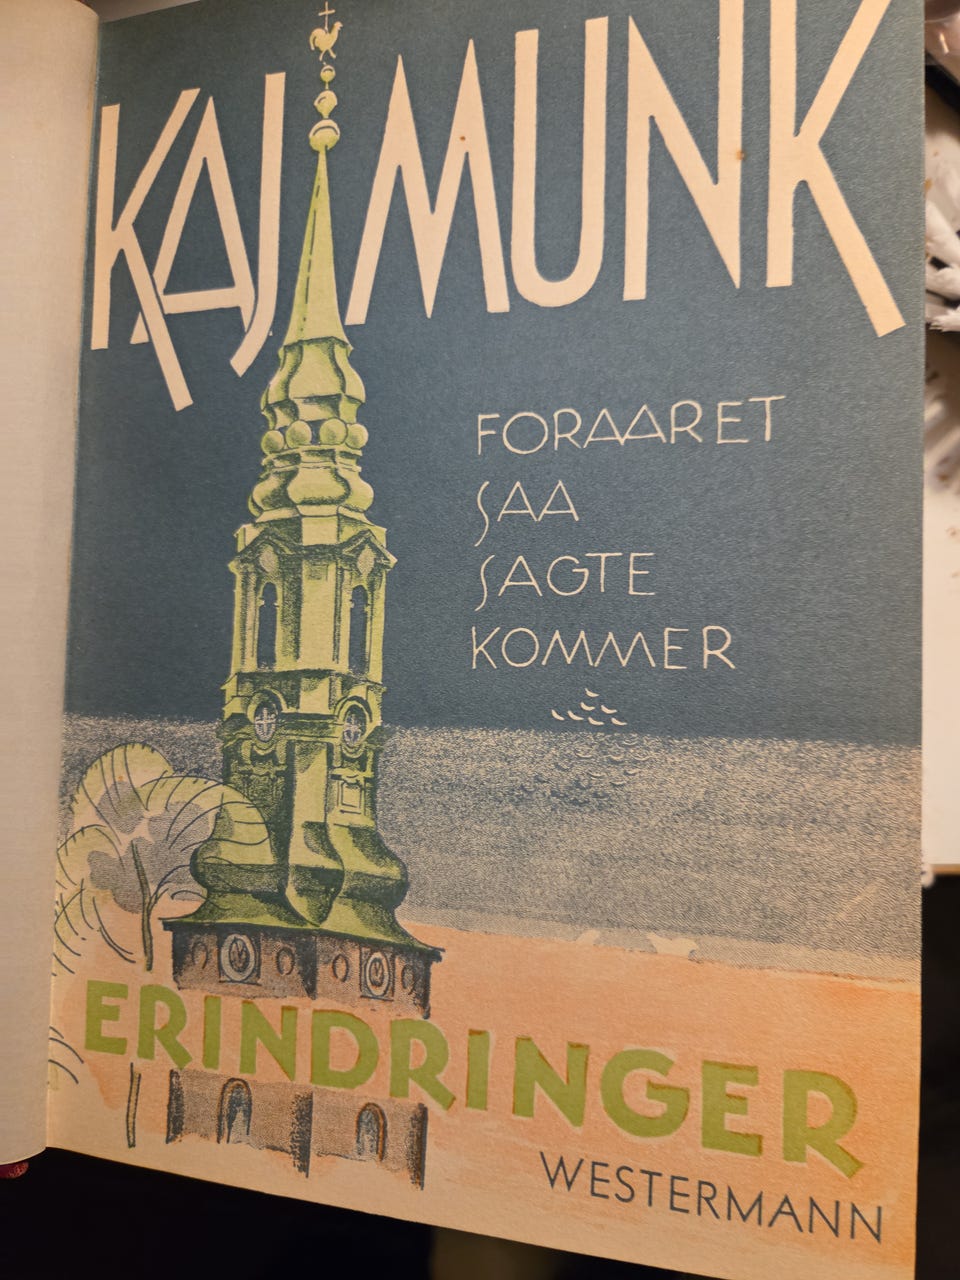 KAJ MUNK
FORAARET
SAA
SAGTE
KOMMER
ERINDRINGER
WESTERMANN